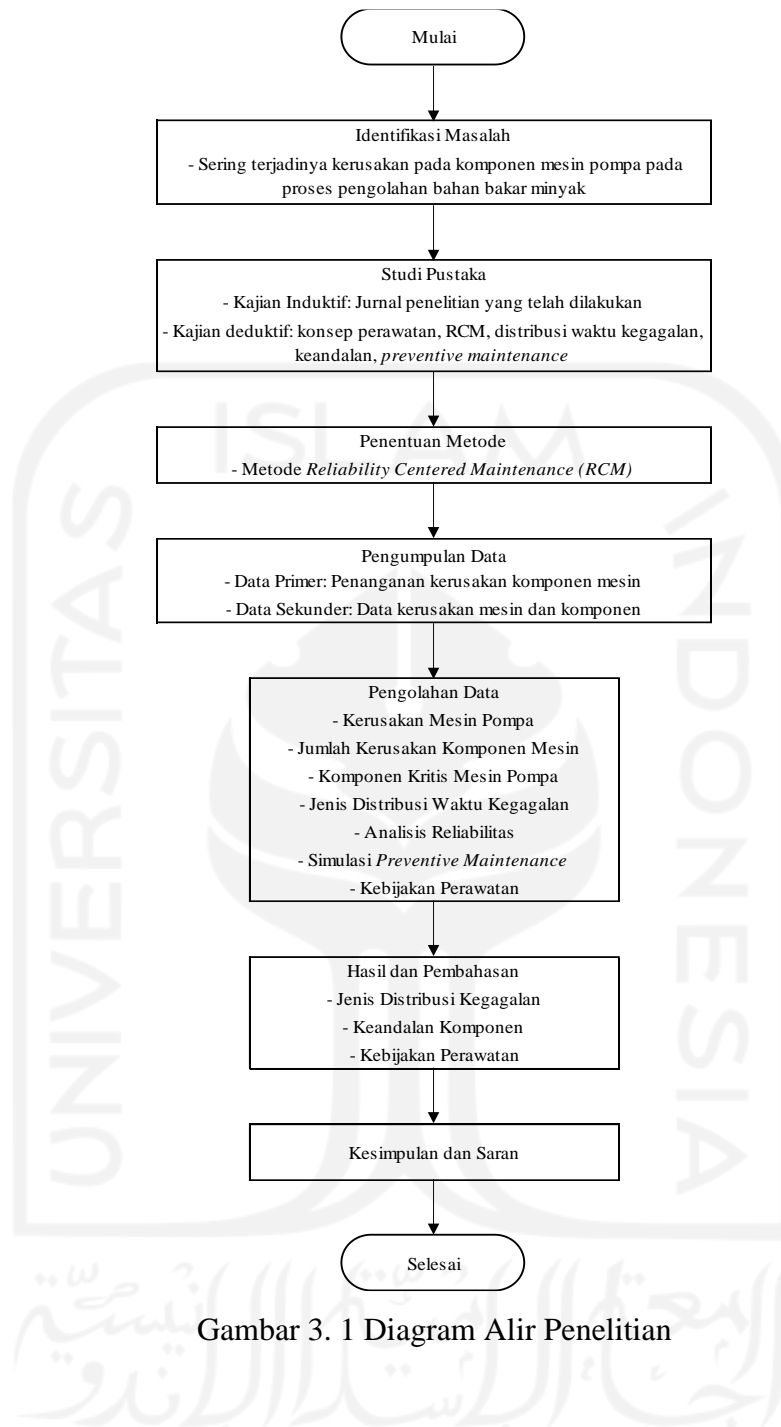 Mulai
Identifikasi Masalah
- Sering terjadinya kerusakan pada komponen mesin pompa pada
proses pengolahan bahan bakar minyak
Studi Pustaka
- Kajian Induktif: Jurnal penelitian yang telah dilakukan
- Kajian deduktif: konsep perawatan, RCM, distribusi waktu kegagalan,
keandalan, preventive maintenance
Penentuan Metode
- Metode Reliability Centered Maintenance (RCM)
Pengumpulan Data
- Data Primer: Penanganan kerusakan komponen mesin
- Data Sekunder: Data kerusakan mesin dan komponen
Pengolahan Data
- Kerusakan Mesin Pompa
- Jumlah Kerusakan Komponen Mesin
- Komponen Kritis Mesin Pompa
- Jenis Distribusi Waktu Kegagalan
- Analisis Reliabilitas
- Simulasi Preventive Maintenance
- Kebijakan Perawatan
Hasil dan Pembahasan
- Jenis Distribusi Kegagalan
- Keandalan Komponen
- Kebijakan Perawatan
Kesimpulan dan Saran
Selesai
Gambar 3. 1 Diagram Alir Penelitian
UNIVERSITAS
ISLAM
INDONESIA